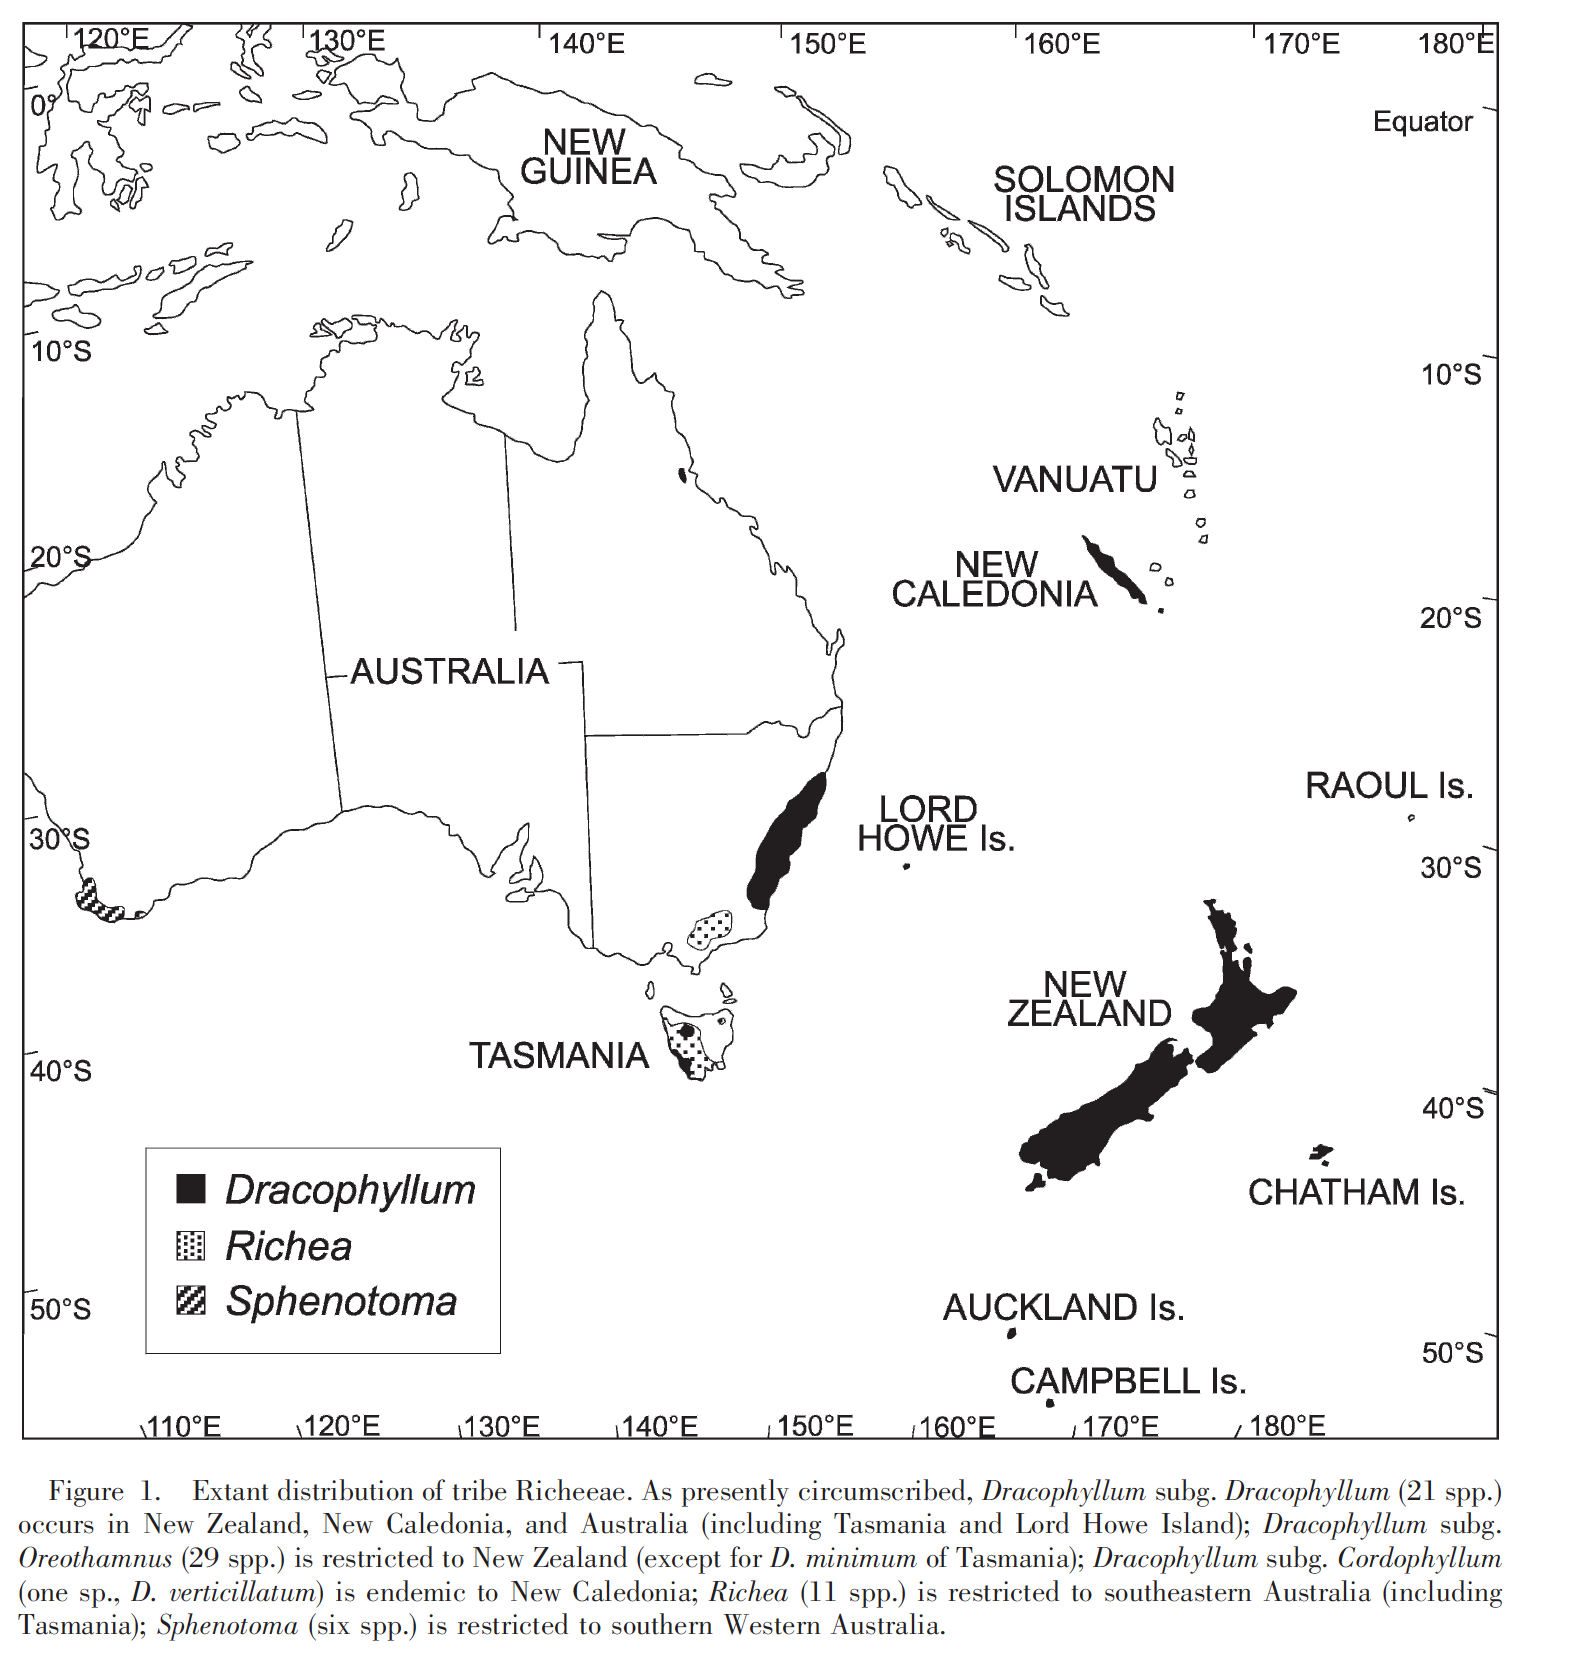 120°E 130°E 140°E 150°E 160°E 170°E 180°E
0°
Equator
NEW
GUINEA
SOLOMON
ISLANDS
10°S
10°S
VANUATU
20°S
NEW
CALEDONIA
20°S
AUSTRALIA
RAOUL Is.
LORD
HOWE Is.
30°S
30°S
NEW
ZEALAND
TASMANIA
40°S
40°S
CHATHAM Is.
Dracophyllum
Richea
Sphenotoma
50°S
AUCKLAND Is.
50°S
CAMPBELL Is.
110°E 120°E 130°E 140°E 150°E 160°E 170°E 180°E
Figure 1. Extant distribution of tribe Richeeae. As presently circumscribed, Dracophyllum subg. Dracophyllum (21 spp.)
occurs in New Zealand, New Caledonia, and Australia (including Tasmania and Lord Howe Island); Dracophyllum subg.
Oreothamnus (29 spp.) is restricted to New Zealand (except for D. minimum of Tasmania); Dracophyllum subg. Cordophyllum
(one sp., D. verticillatum) is endemic to New Caledonia; Richea (11 spp.) is restricted to southeastern Australia (including
Tasmania); Sphenotoma (six spp.) is restricted to southern Western Australia.